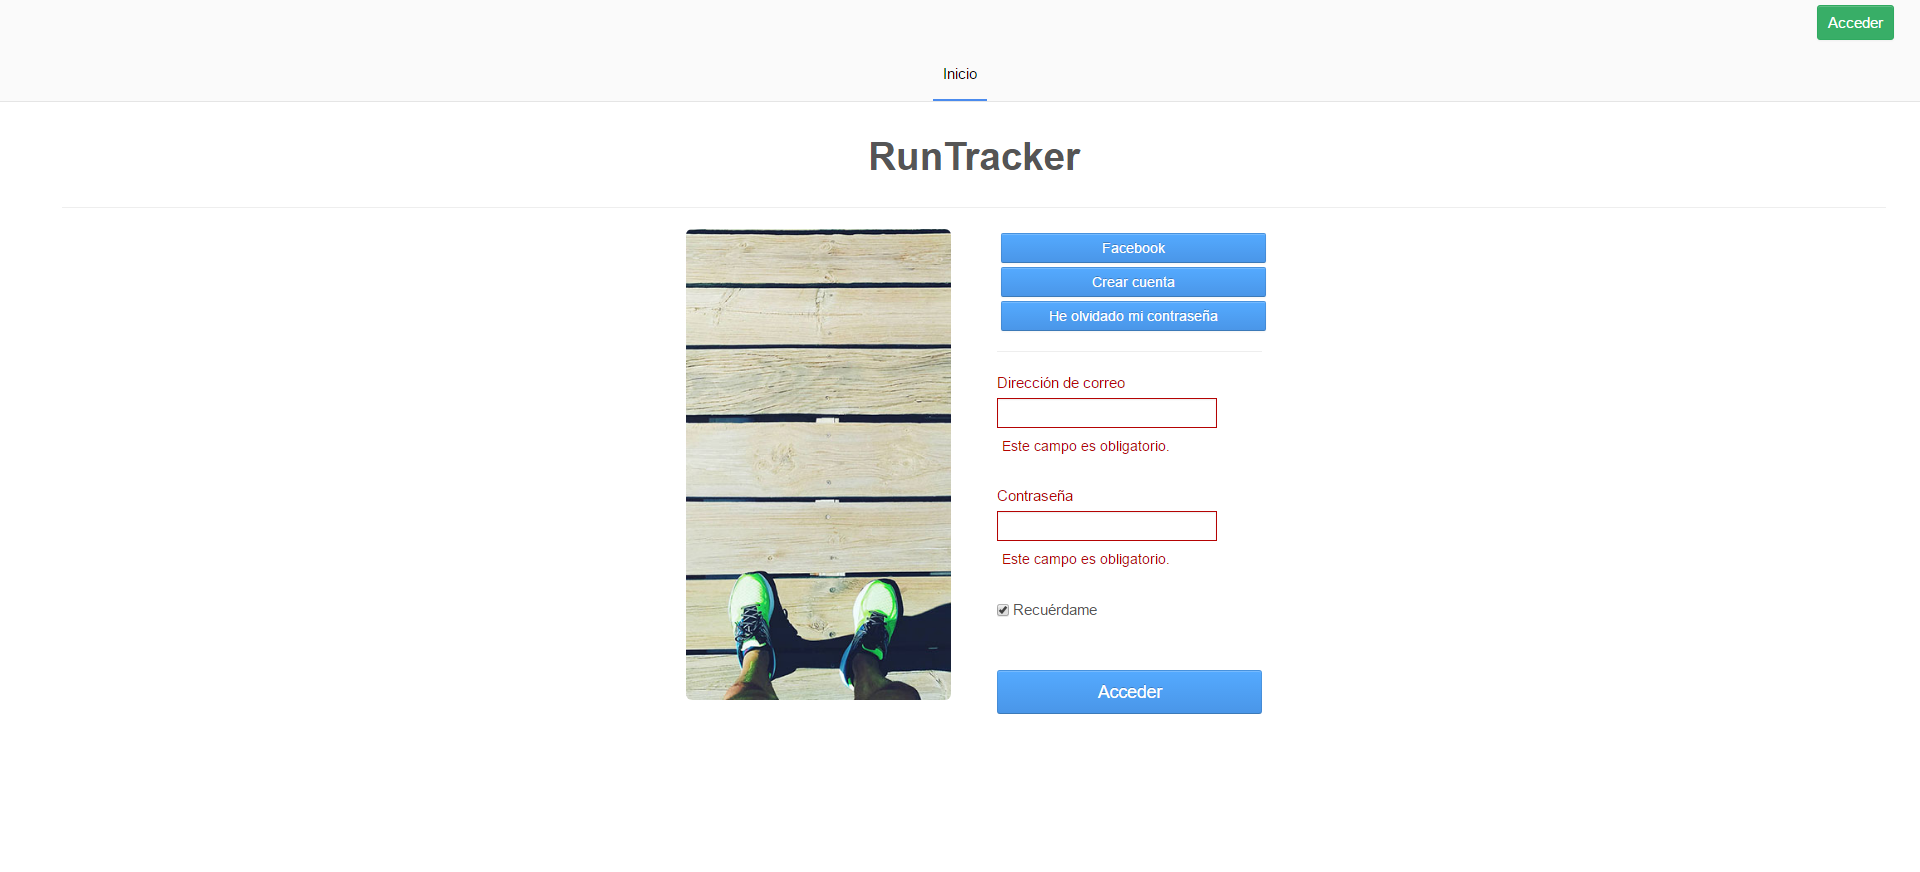 Acceder
Inicio
RunTracker
Facebook
Crear cuenta
He olvidado mi contraseña
Dirección de correo
Este campo es obligatorio.
Contraseña
Este campo es obligatorio.
Recuérdame
Acceder